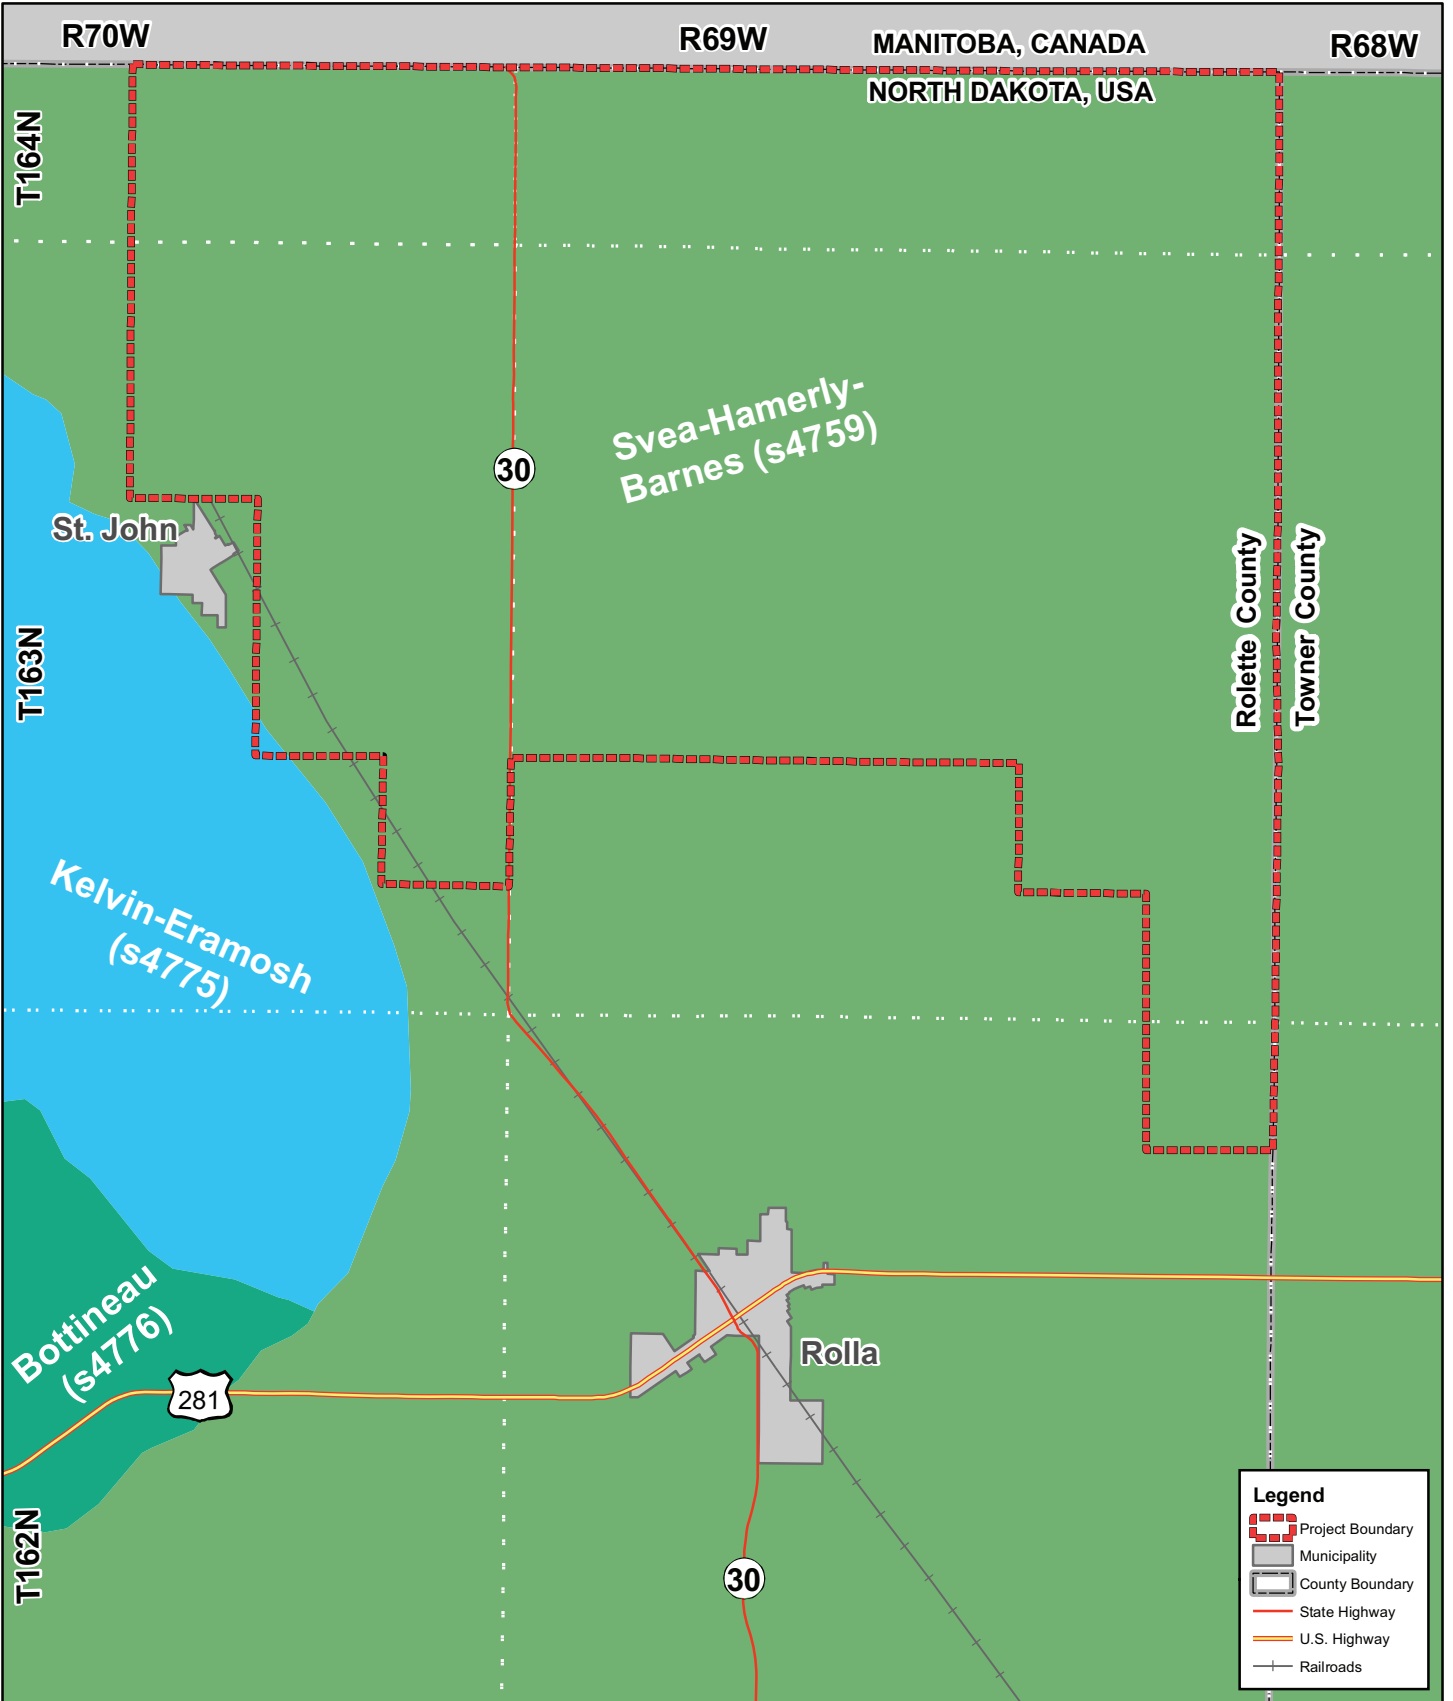 R70W
R69W
MANITOBA, CANADA
R68W
NORTH DAKOTA, USA
T164N
Svea-Hamerly-
Barnes (s4759)
30
St. John
Rolette County
Towner County
T163N
Kelvin-Eramosh
(s4775)
Bottineau
(s4776)
281
Rolla
T162N
30
Legend
Project Boundary
Municipality
County Boundary
State Highway
U.S. Highway
Railroads